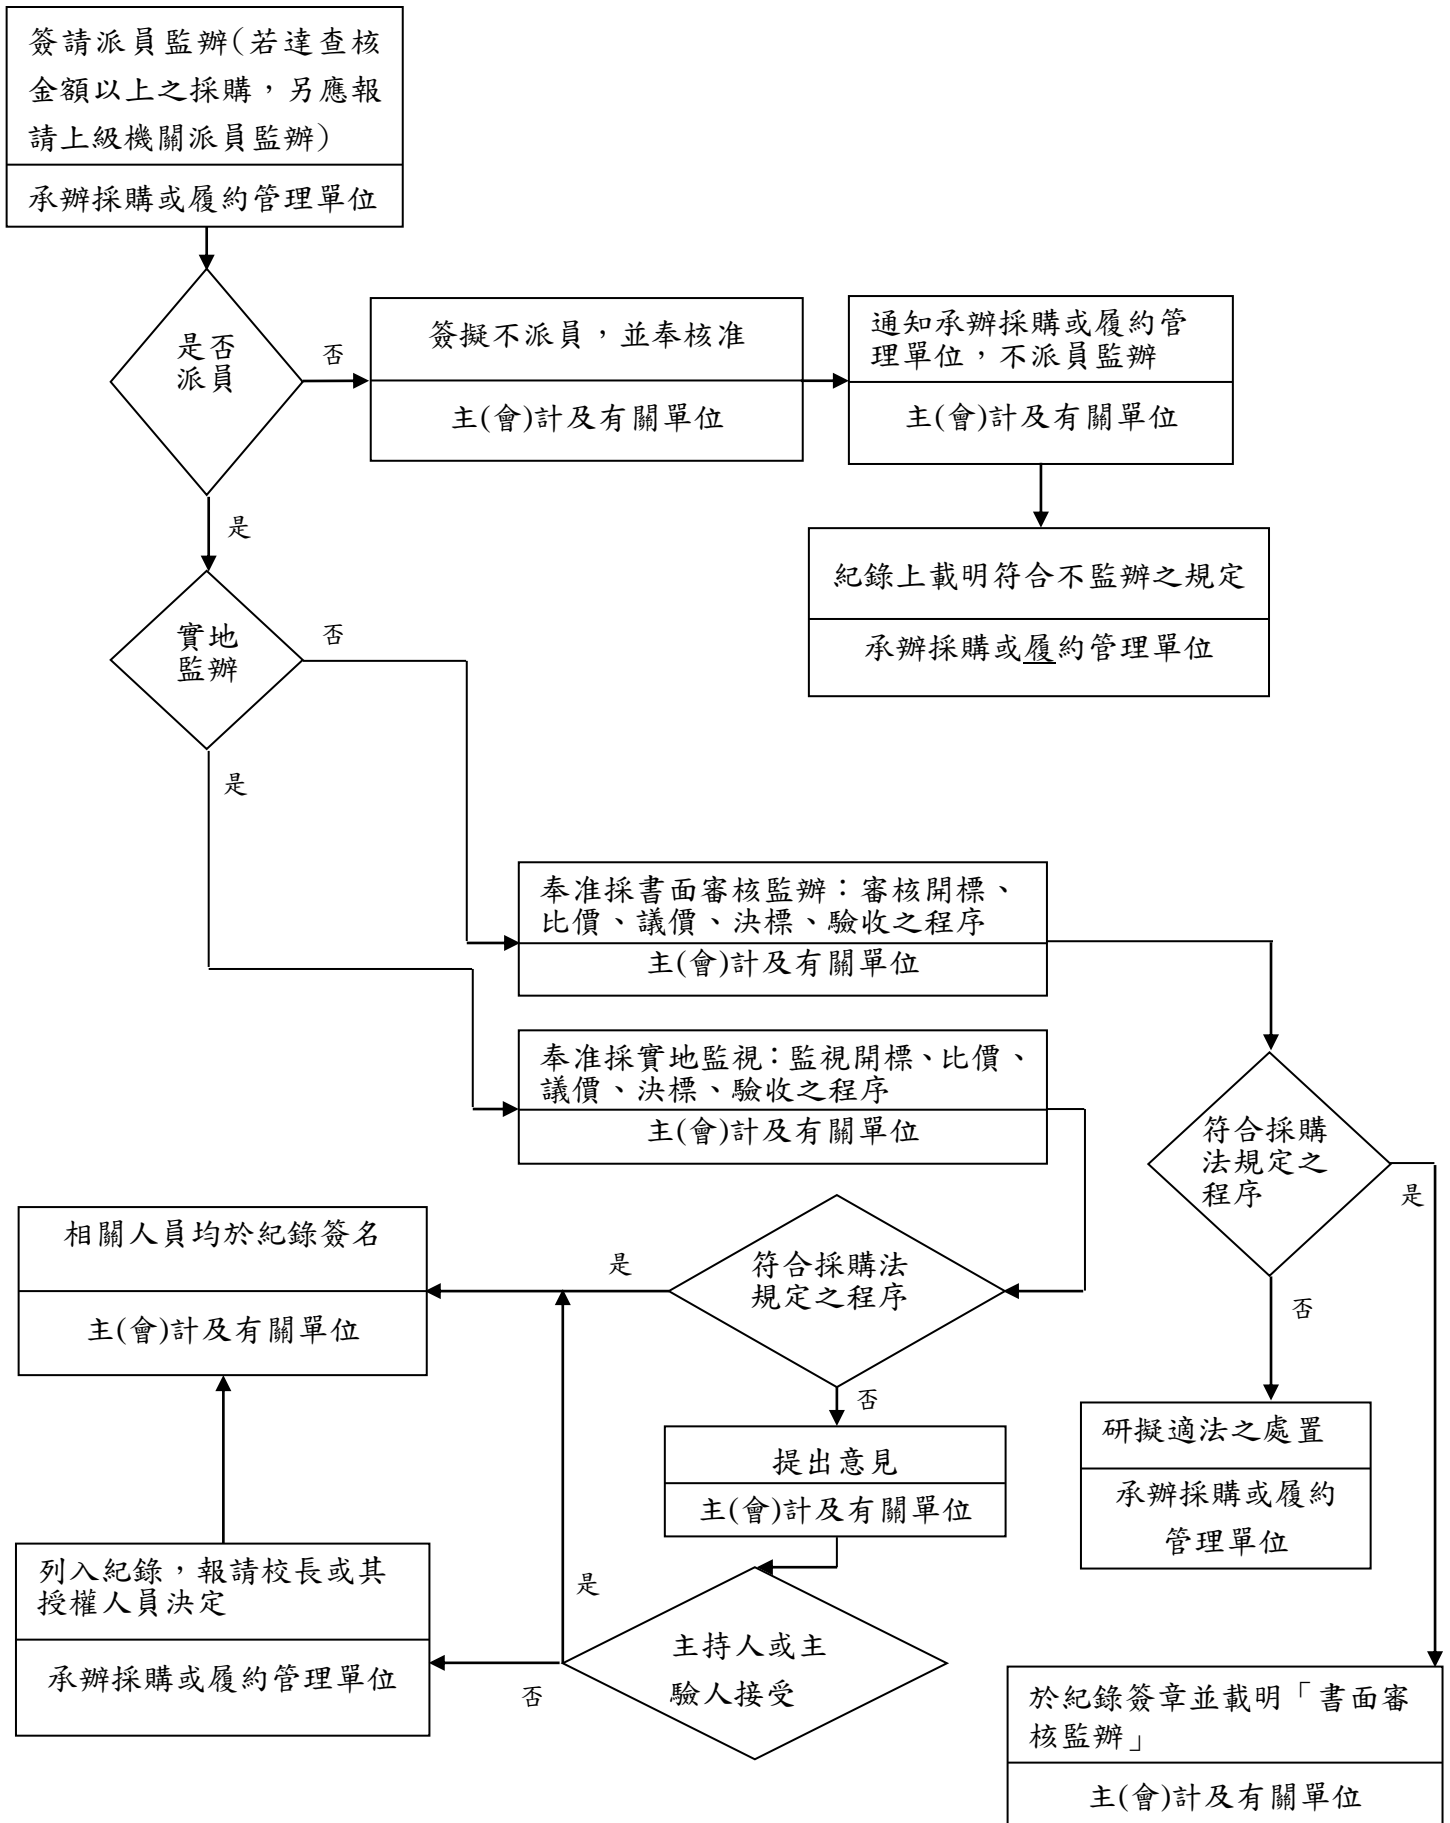 簽請派員監辦(若達查核
金額以上之採購，另應報
請上級機關派員監辦)
承辦採購或履約管理單位
是否
派員
否
簽擬不派員，並奉核准
主(會)計及有關單位
通知承辦採購或履約管
理單位，不派員監辦
主(會)計及有關單位
是
紀錄上載明符合不監辦之規定
承辦採購或履約管理單位
實地
監辦
否
是
奉准採書面審核監辦：審核開標、
比價、議價、決標、驗收之程序
主(會)計及有關單位
奉准採實地監視：監視開標、比價、
議價、決標、驗收之程序
主(會)計及有關單位
符合採購
法規定之
程序
是
否
相關人員均於紀錄簽名
主(會)計及有關單位
是
符合採購法
規定之程序
否
提出意見
主(會)計及有關單位
研擬適法之處置
承辦採購或履約
管理單位
列入紀錄，報請校長或其
授權人員決定
承辦採購或履約管理單位
是
否
主持人或主
驗人接受
於紀錄簽章並載明「書面審
核監辦」
主(會)計及有關單位